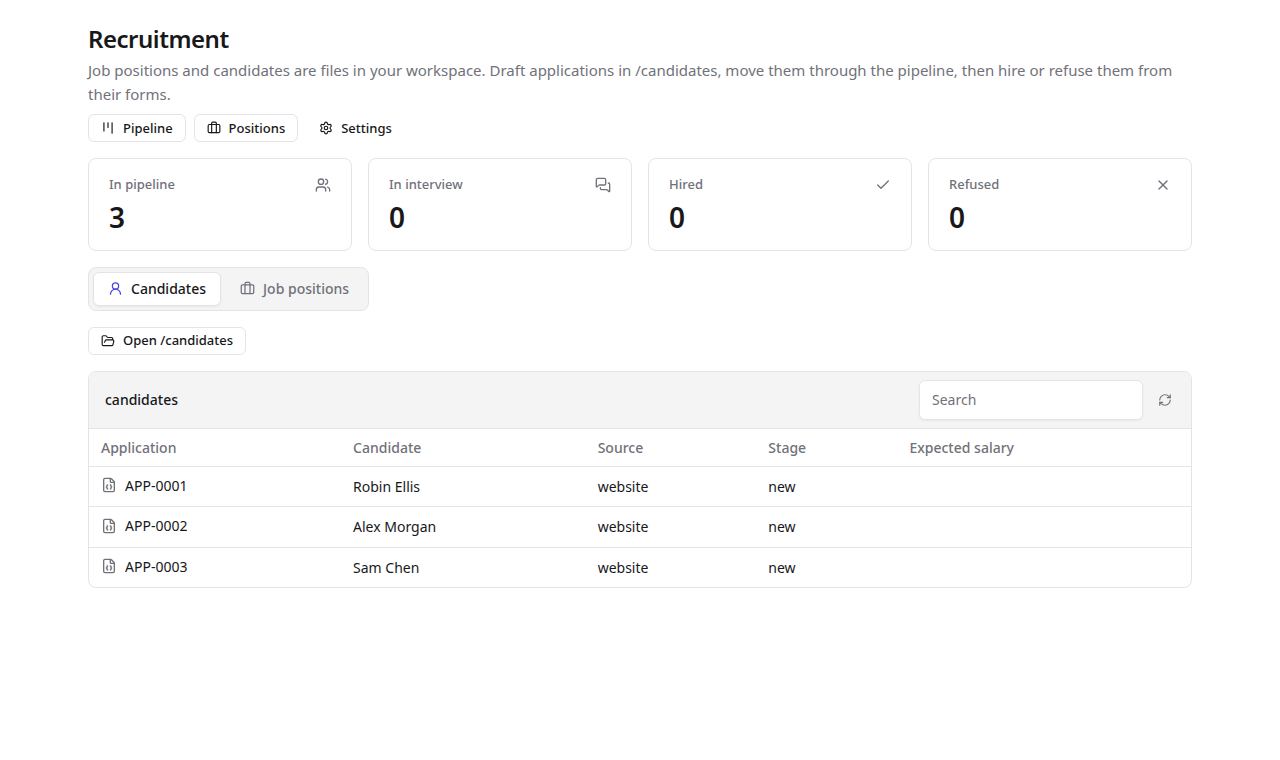 Recruitment
Job positions and candidates are files in your workspace. Draft applications in /candidates, move them through the pipeline, then hire or refuse them from
their forms.
Pipeline Positions Settings
In pipeline In interview Hired Refused
3 0 0 0
Candidates Job positions
Open /candidates
candidates Search
Application Candidate Source Stage Expected salary
APP-0001 Robin Ellis website new
APP-0002 Alex Morgan website new
APP-0003 Sam Chen website new